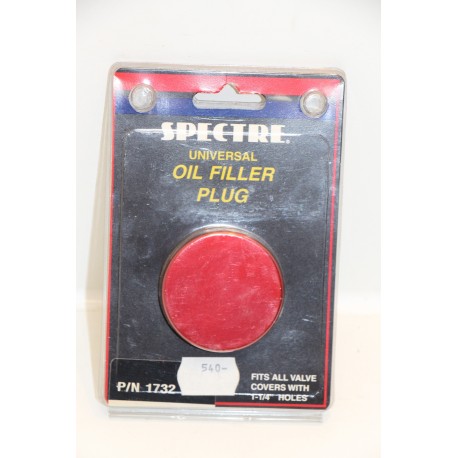 SPECTRE®
UNIVERSAL
OIL FILLER
PLUG
P/N 1732
540-
FITS ALL VALVE
COVERS WITH
1-1/4" HOLES